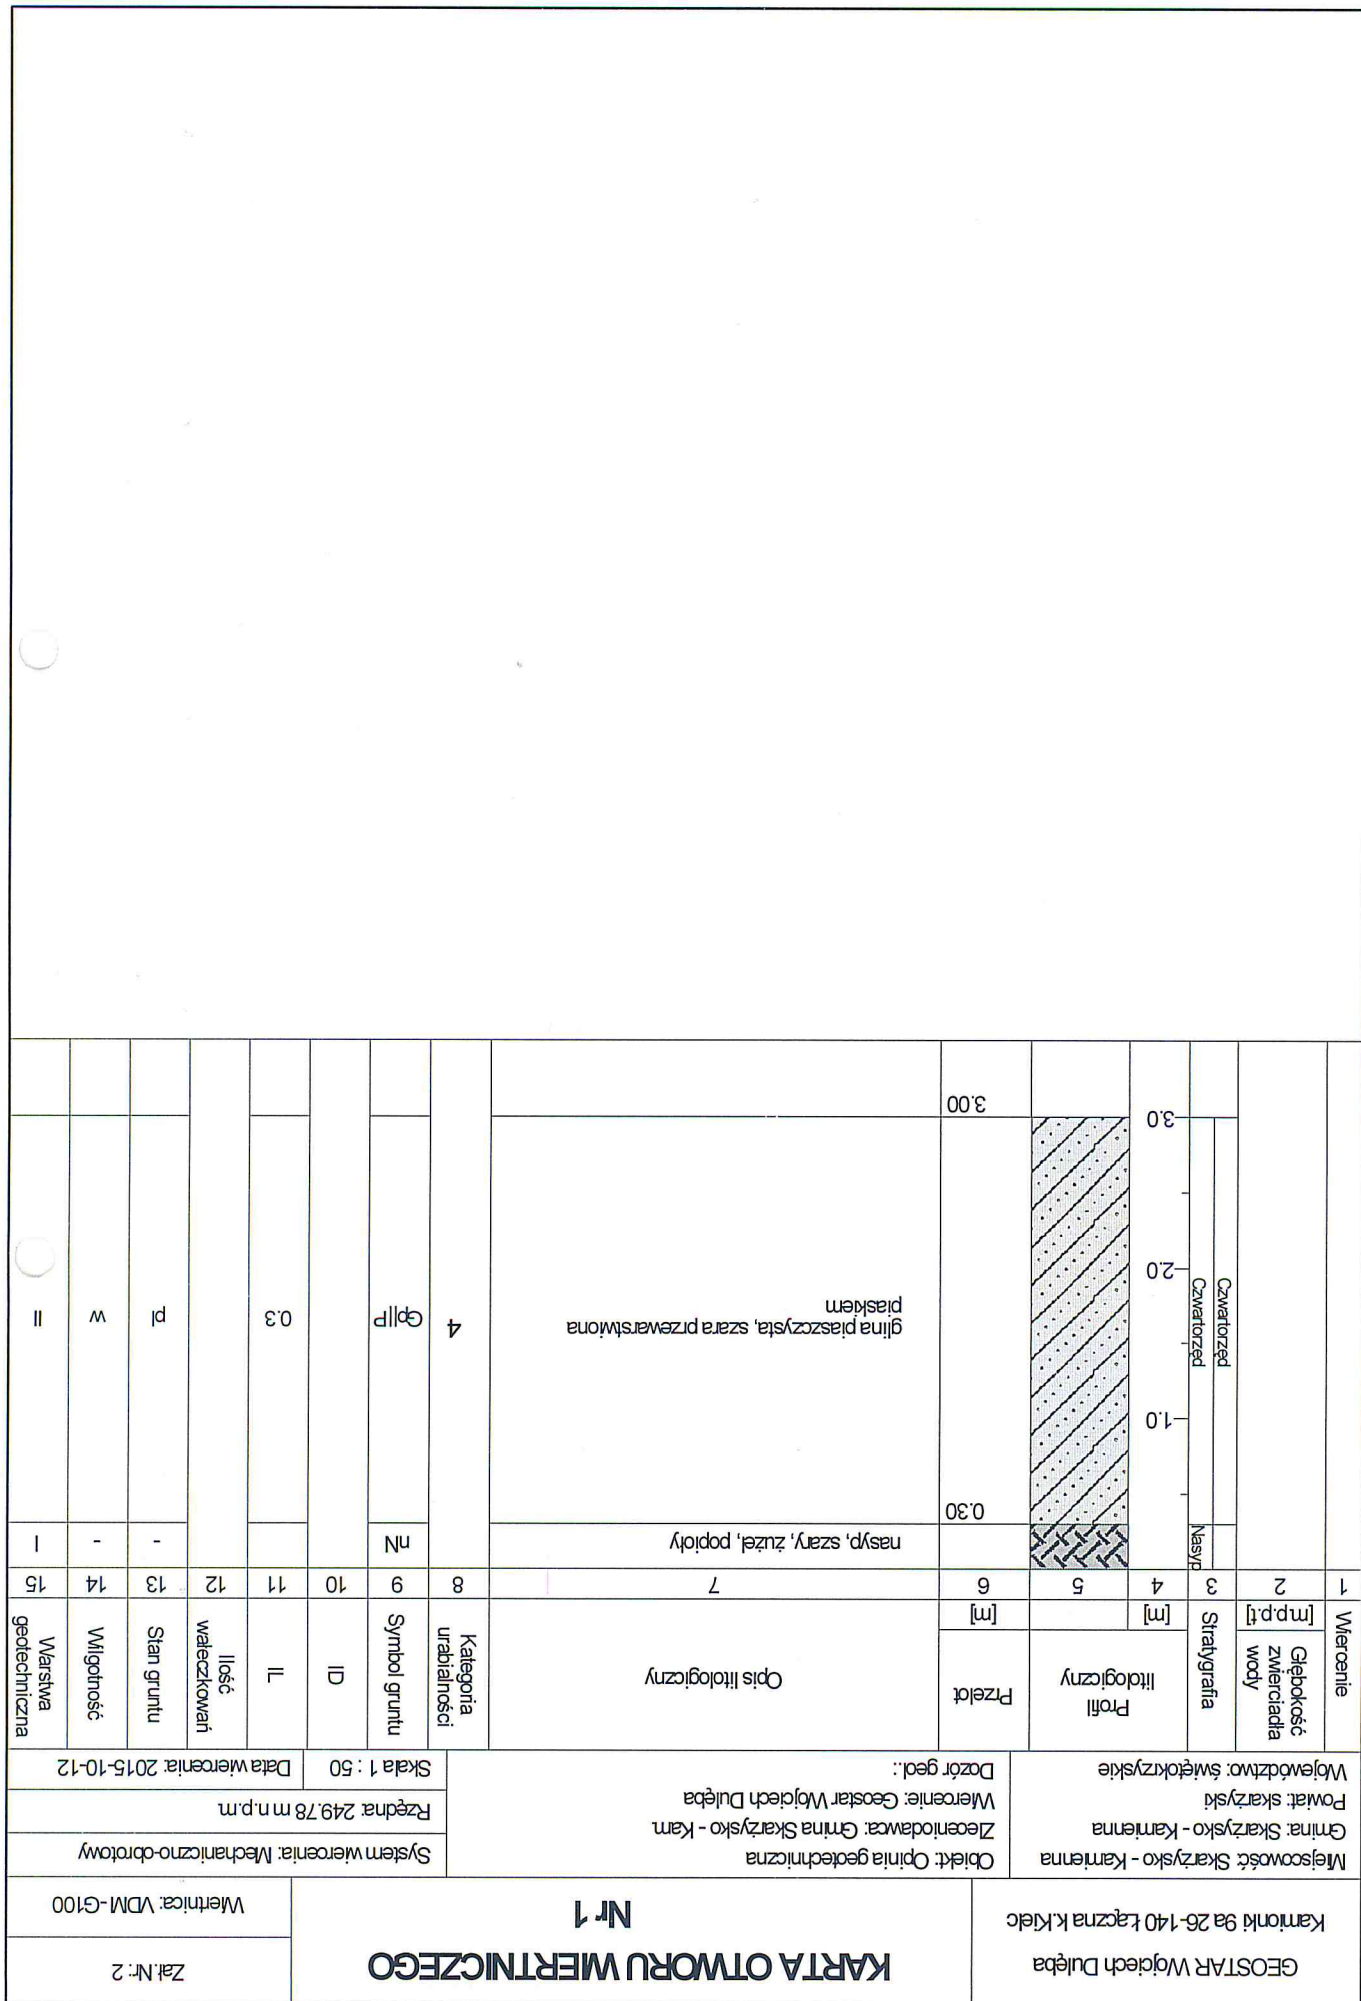 GEOSTAR Wojciech Dulęba
Kamionki 9a 26-140 Łączna k.Kielc
KARTA OTWORU WIERTNICZEGO
Nr 1
Zał.Nr: 2
Wiertnica: VDM-G100
Miejscowość: Skarżysko - Kamienna
Gmina: Skarżysko - Kamienna
Powiat: skarżyski
Województwo: świętokrzyskie
Obiekt: Opinia geotechniczna
Zleceniodawca: Gmina Skarżysko - Kam.
Wiercenie: Geostar Wojciech Dulęba
Dozór geol.:
System wiercenia: Mechaniczno-obrotowy
Rzędna: 249.78 m n.p.m.
Skala 1 : 50
Data wiercenia: 2015-10-12
Wiercenie
Głębokość
zwierciadła
wody
[m.p.p.t]
Stratygrafia
Profil
litologiczny
[m]
Przelot
[m]
Opis litologiczny
Kategoria
urabialności
Symbol gruntu
ID
IL
Ilość
wałeczkowań
Stan gruntu
Wilgotność
Warstwa
geotechniczna
1 2 3 4 5 6 7 8 9 10 11 12 13 14 15
Nasyp
0.30
nasyp, szary, żużel, popioły
nN
-
-
I
Czwartorzęd
Czwartorzęd
1.0
2.0
3.0
glina piaszczysta, szara przewarstwiona
piaskiem
4
Gp||P
0.3
pl
w
II
3.00